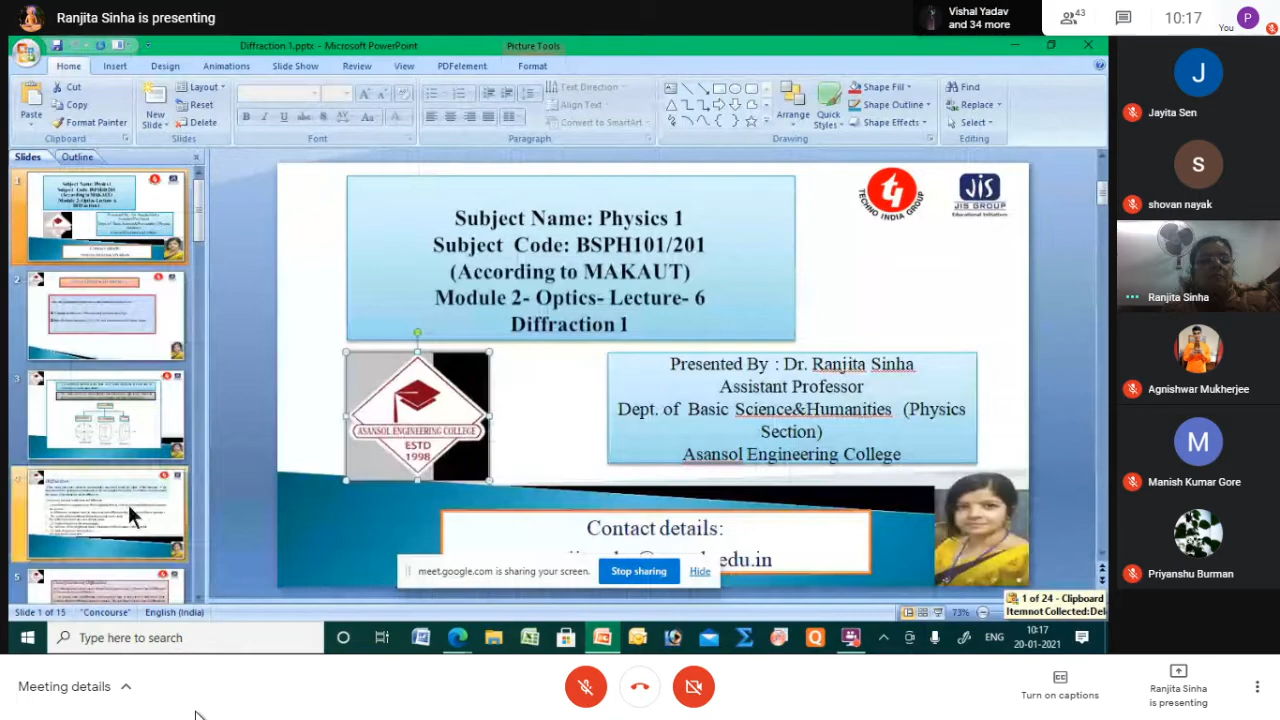 Ranjita Sinha is presenting
Vishal Yadav
and 34 more
43
10:17
You
P
Diffraction 1.pptx - Microsoft PowerPoint
Picture Tools
Home
Insert
Design
Animations
Slide Show
Review
View
PDFelement
Format
Paste
Cut
Copy
Format Painter
Clipboard
New
Slide
Layout
Reset
Delete
Slides
Font
Text Direction
Align Text
Convert to SmartArt
Paragraph
Arrange
Quick
Styles
Shape Fill
Shape Outline
Shape Effects
Drawing
Find
Replace
Select
Editing
Slides
Outline
1
2
3
4
5
Subject Name: Physics 1
Subject Code: BSPH101/201
(According to MAKAUT)
Module 2- Optics- Lecture- 6
Diffraction 1
TECHNO INDIA GROUP
JIS
JIS GROUP
Educational Initiatives
ASANSOL ENGINEERING COLLEGE
ESTD
1998
Presented By : Dr. Ranjita Sinha
Assistant Professor
Dept. of Basic Science&Humanities (Physics
Section)
Asansol Engineering College
Contact details:
edu.in
meet.google.com is sharing your screen.
Stop sharing
Hide
Slide 1 of 15
"Concourse"
English (India)
73%
1 of 24 - Clipboard
Itemnot Collected:Del
Type here to search
ENG
10:17
20-01-2021
J
Jayita Sen
s
shovan nayak
Ranjita Sinha
Agnishwar Mukherjee
M
Manish Kumar Gore
Priyanshu Burman
Meeting details
Turn on captions
Ranjita Sinha
is presenting